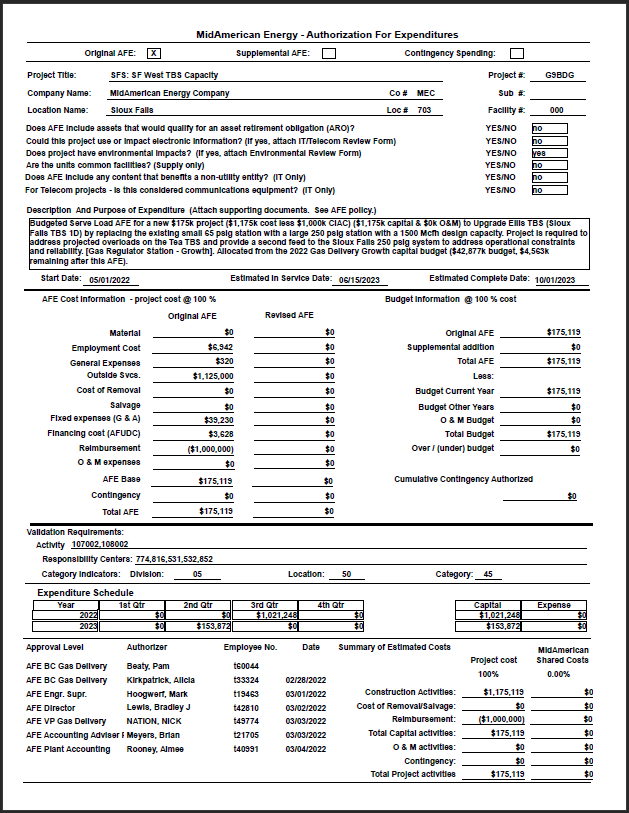 MidAmerican Energy - Authorization For Expenditures
Original AFE: X Supplemental AFE: Contingency Spending:
Project Title: SFS: SF West TBS Capacity Project #: G9BDG
Company Name: MidAmerican Energy Company Co # MEC Sub #:
Location Name: Sioux Falls Loc # 703 Facility #: 000
Does AFE include assets that would qualify for an asset retirement obligation (ARO)? YES/NO no
Could this project use or impact electronic information? (If yes, attach IT/Telecom Review Form) YES/NO no
Does project have environmental impacts? (If yes, attach Environmental Review Form) YES/NO yes
Are the units common facilities? (Supply only) YES/NO no
Does AFE include any content that benefits a non-utility entity? (IT Only) YES/NO no
For Telecom projects - is this considered communications equipment? (IT Only) YES/NO no
Description And Purpose of Expenditure (Attach supporting documents. See AFE policy.)
Budgeted Serve Load AFE for a new $175k project ($1,175k cost less $1,000k CIAC) ($1,175k capital & $0k O&M) to Upgrade Ellis TBS (Sioux
Falls TBS 1D) by replacing the existing small 65 psig station with a large 250 psig station with a 1500 Mcfh design capacity. Project is required to
address projected overloads on the Tea TBS and provide a second feed to the Sioux Falls 250 psig system to address operational constraints
and reliability. [Gas Regulator Station - Growth]. Allocated from the 2022 Gas Delivery Growth capital budget ($42,877k budget, $4,563k
remaining after this AFE).
Start Date: 05/01/2022 Estimated In Service Date: 06/15/2023 Estimated Complete Date: 10/01/2023
AFE Cost Information - project cost @ 100 % Budget Information @ 100 % cost
Original AFE Revised AFE
Material $0 $0 Original AFE $175,119
Employment Cost $6,942 $0 Supplemental addition $0
General Expenses $320 $0 Total AFE $175,119
Outside Svcs. $1,125,000 $0 Less:
Cost of Removal $0 $0 Budget Current Year $175,119
Salvage $0 $0 Budget Other Years $0
Fixed expenses (G & A) $39,230 $0 O & M Budget $0
Financing cost (AFUDC) $3,628 $0 Total Budget $175,119
Reimbursement ($1,000,000) $0 Over / (under) budget $0
O & M expenses $0 $0
AFE Base $175,119 $0 Cumulative Contingency Authorized
Contingency $0 $0 $0
Total AFE $175,119 $0
Validation Requirements:
Activity 107002,108002
Responsibility Centers: 774,816,531,532,852
Category Indicators: Division: 05 Location: 50 Category: 45
Expenditure Schedule
Year 1st Qtr 2nd Qtr 3rd Qtr 4th Qtr Capital Expense
2022 $0 $0 $1,021,248 $0 $1,021,248 $0
2023 $0 $153,872 $0 $0 $153,872 $0
Approval Level Authorizer Employee No. Date Summary of Estimated Costs MidAmerican
Project cost Shared Costs
AFE BC Gas Delivery Beaty, Pam t60044 100% 0.00%
AFE BC Gas Delivery Kirkpatrick, Alicia t33324 02/28/2022
AFE Engr. Supr. Hoogwerf, Mark t19463 03/01/2022 Construction Activities: $1,175,119 $0
AFE Director Lewis, Bradley J t42810 03/02/2022 Cost of Removal/Salvage: $0 $0
AFE VP Gas Delivery NATION, NICK t49774 03/03/2022 Reimbursement: ($1,000,000) $0
AFE Accounting Adviser F Meyers, Brian t21705 03/03/2022 Total Capital activities: $175,119 $0
AFE Plant Accounting Rooney, Aimee t40991 03/04/2022 O & M activities: $0 $0
Contingency: $0 $0
Total Project activities $175,119 $0